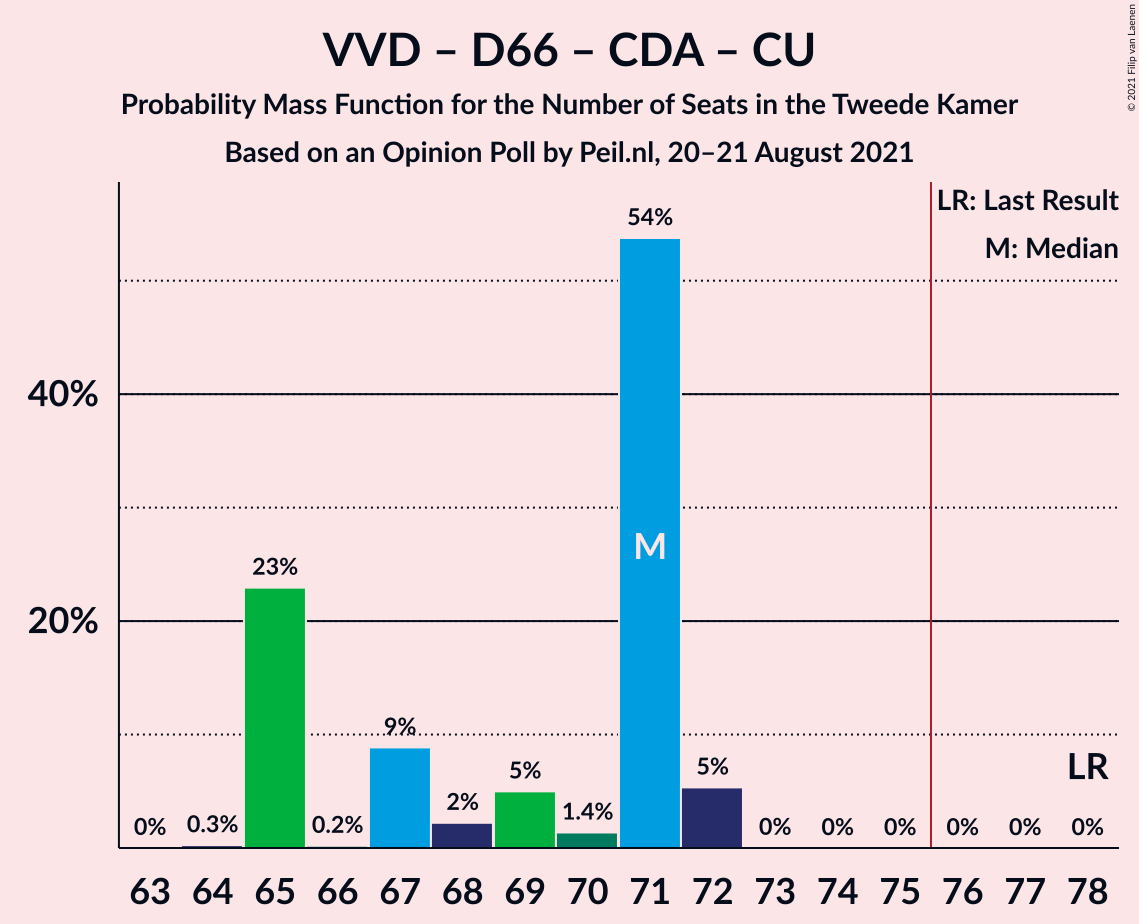 VVD – D66 – CDA – CU
Probability Mass Function for the Number of Seats in the Tweede Kamer
Based on an Opinion Poll by Peil.nl, 20–21 August 2021
© 2021 Filip van Laenen
LR: Last Result
M: Median
40%
20%
0% 0.3% 23% 0.2% 9% 2% 5% 1.4% 54% 5% 0% 0% 0% 0% 0% 0%
M
LR
63 64 65 66 67 68 69 70 71 72 73 74 75 76 77 78